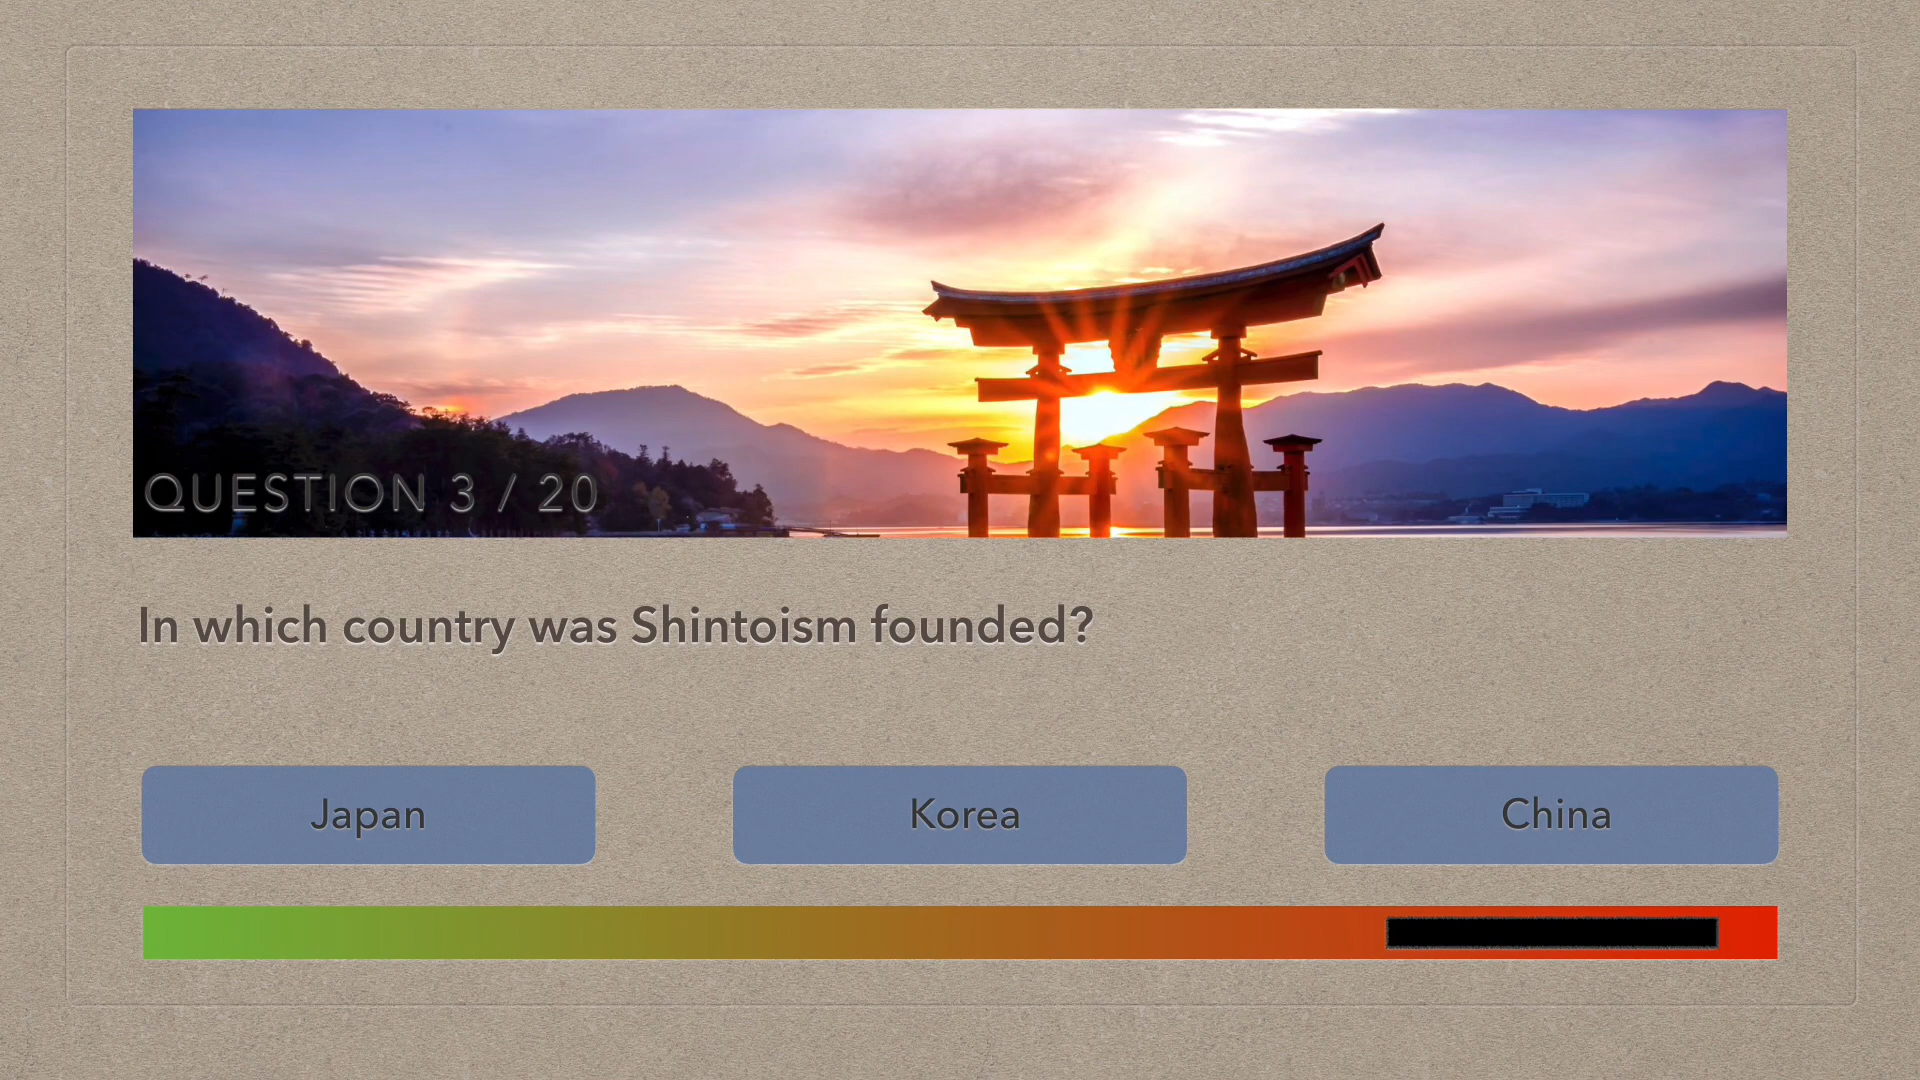 QUESTION 3 / 20
In which country was Shintoism founded?
Japan
Korea
China